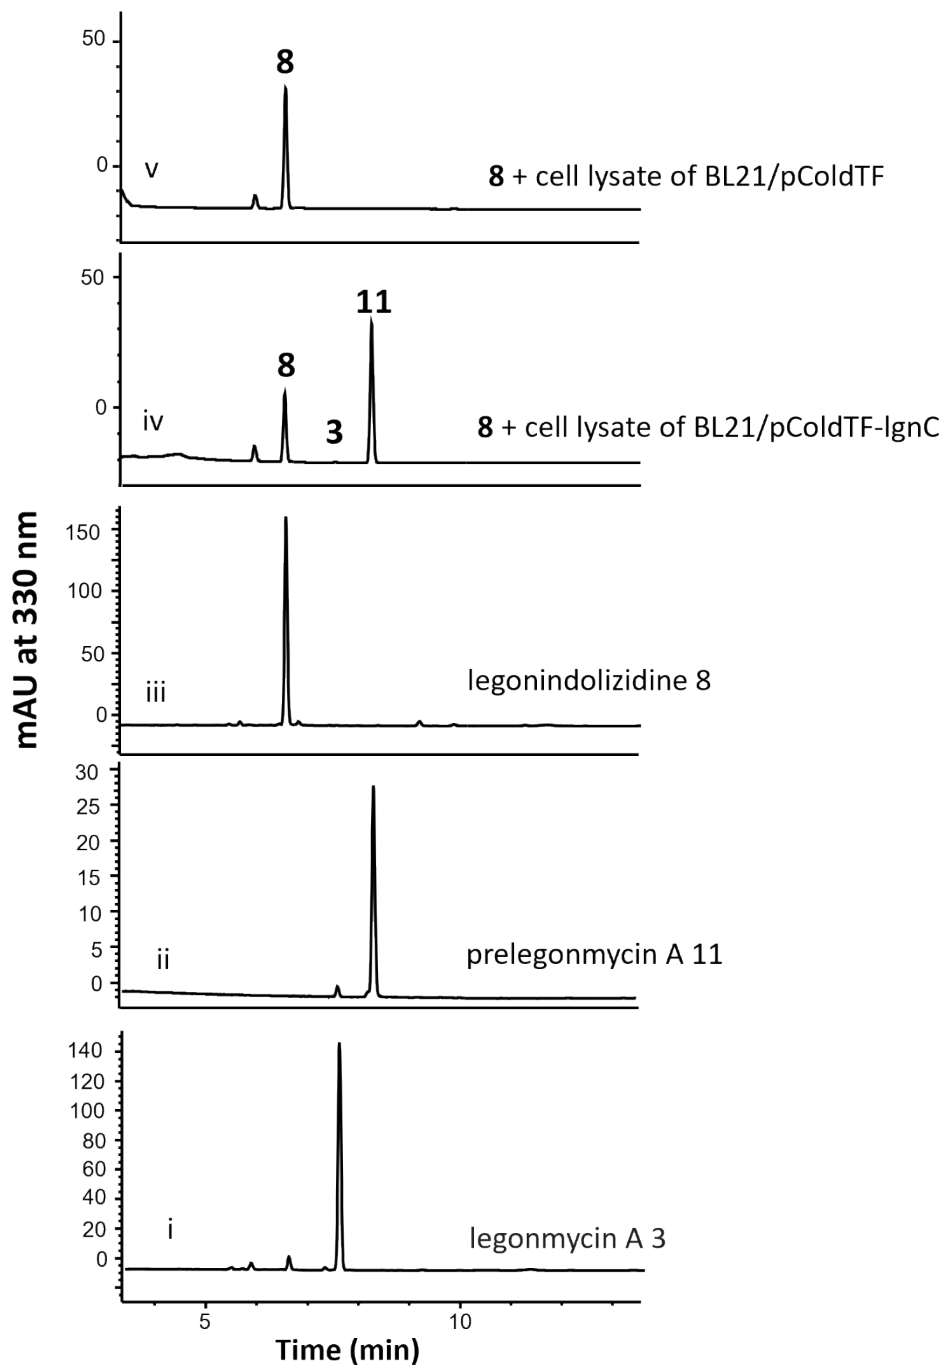 50
8
0
v
8 + cell lysate of BL21/pColdTF
50
11
8
0
3
iv
8 + cell lysate of BL21/pColdTF-lgnC
150
100
50
iii
legonindolizidine 8
0
30
25
20
15
10
5
ii
prelegonmycin A 11
0
140
120
100
80
60
40
20
i
legonmycin A 3
0
mAU at 330 nm
5
10
Time (min)